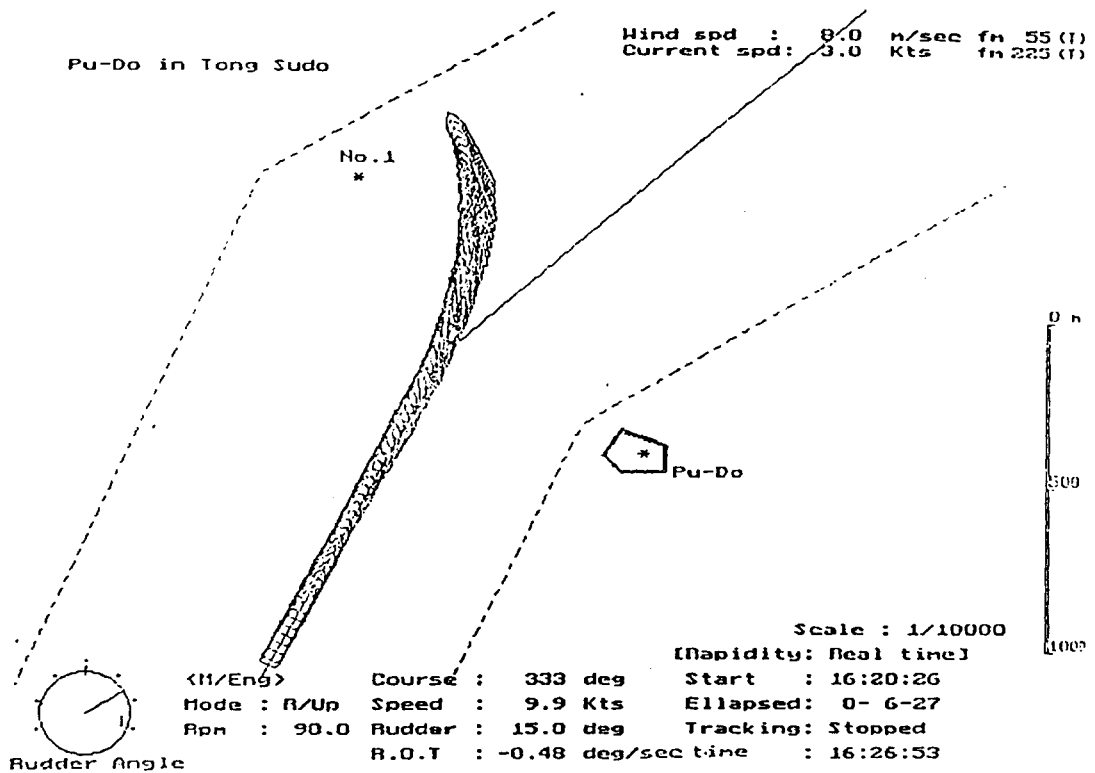 Wind spd : 8.0 m/sec fm 55 (T)
Current spd: 3.0 Kts fm 225 (T)
Pu-Do in Tong Sudo
No.1
*
0 m
*
Pu-Do
500
1000
Scale : 1/10000
[Rapidity: Real time]
<M/Eng> Course : 333 deg Start : 16:20:26
Mode : R/Up Speed : 9.9 Kts Ellapsed: 0- 6-27
Rpm : 90.0 Rudder : 15.0 deg Tracking: Stopped
R.O.T : -0.48 deg/sec time : 16:26:53
Rudder Angle